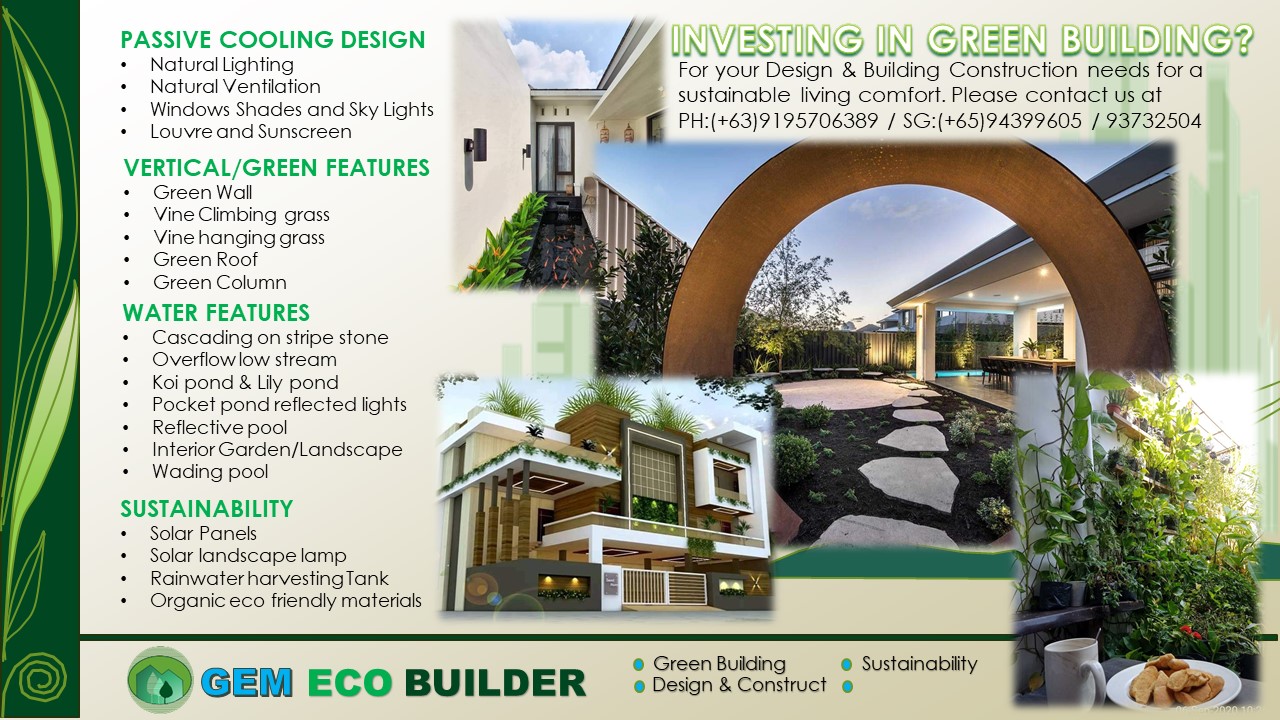 PASSIVE COOLING DESIGN
• Natural Lighting
• Natural Ventilation
• Windows Shades and Sky Lights
• Louvre and Sunscreen
VERTICAL/GREEN FEATURES
• Green Wall
• Vine Climbing grass
• Vine hanging grass
• Green Roof
• Green Column
WATER FEATURES
• Cascading on stripe stone
• Overflow low stream
• Koi pond & Lily pond
• Pocket pond reflected lights
• Reflective pool
• Interior Garden/Landscape
• Wading pool
SUSTAINABILITY
• Solar Panels
• Solar landscape lamp
• Rainwater harvesting Tank
• Organic eco friendly materials
INVESTING IN GREEN BUILDING?
For your Design & Building Construction needs for a
sustainable living comfort. Please contact us at
PH:(+63)9195706389 / SG:(+65)94399605 / 93732504
GEM ECO BUILDER
Green Building
Sustainability
Design & Construct